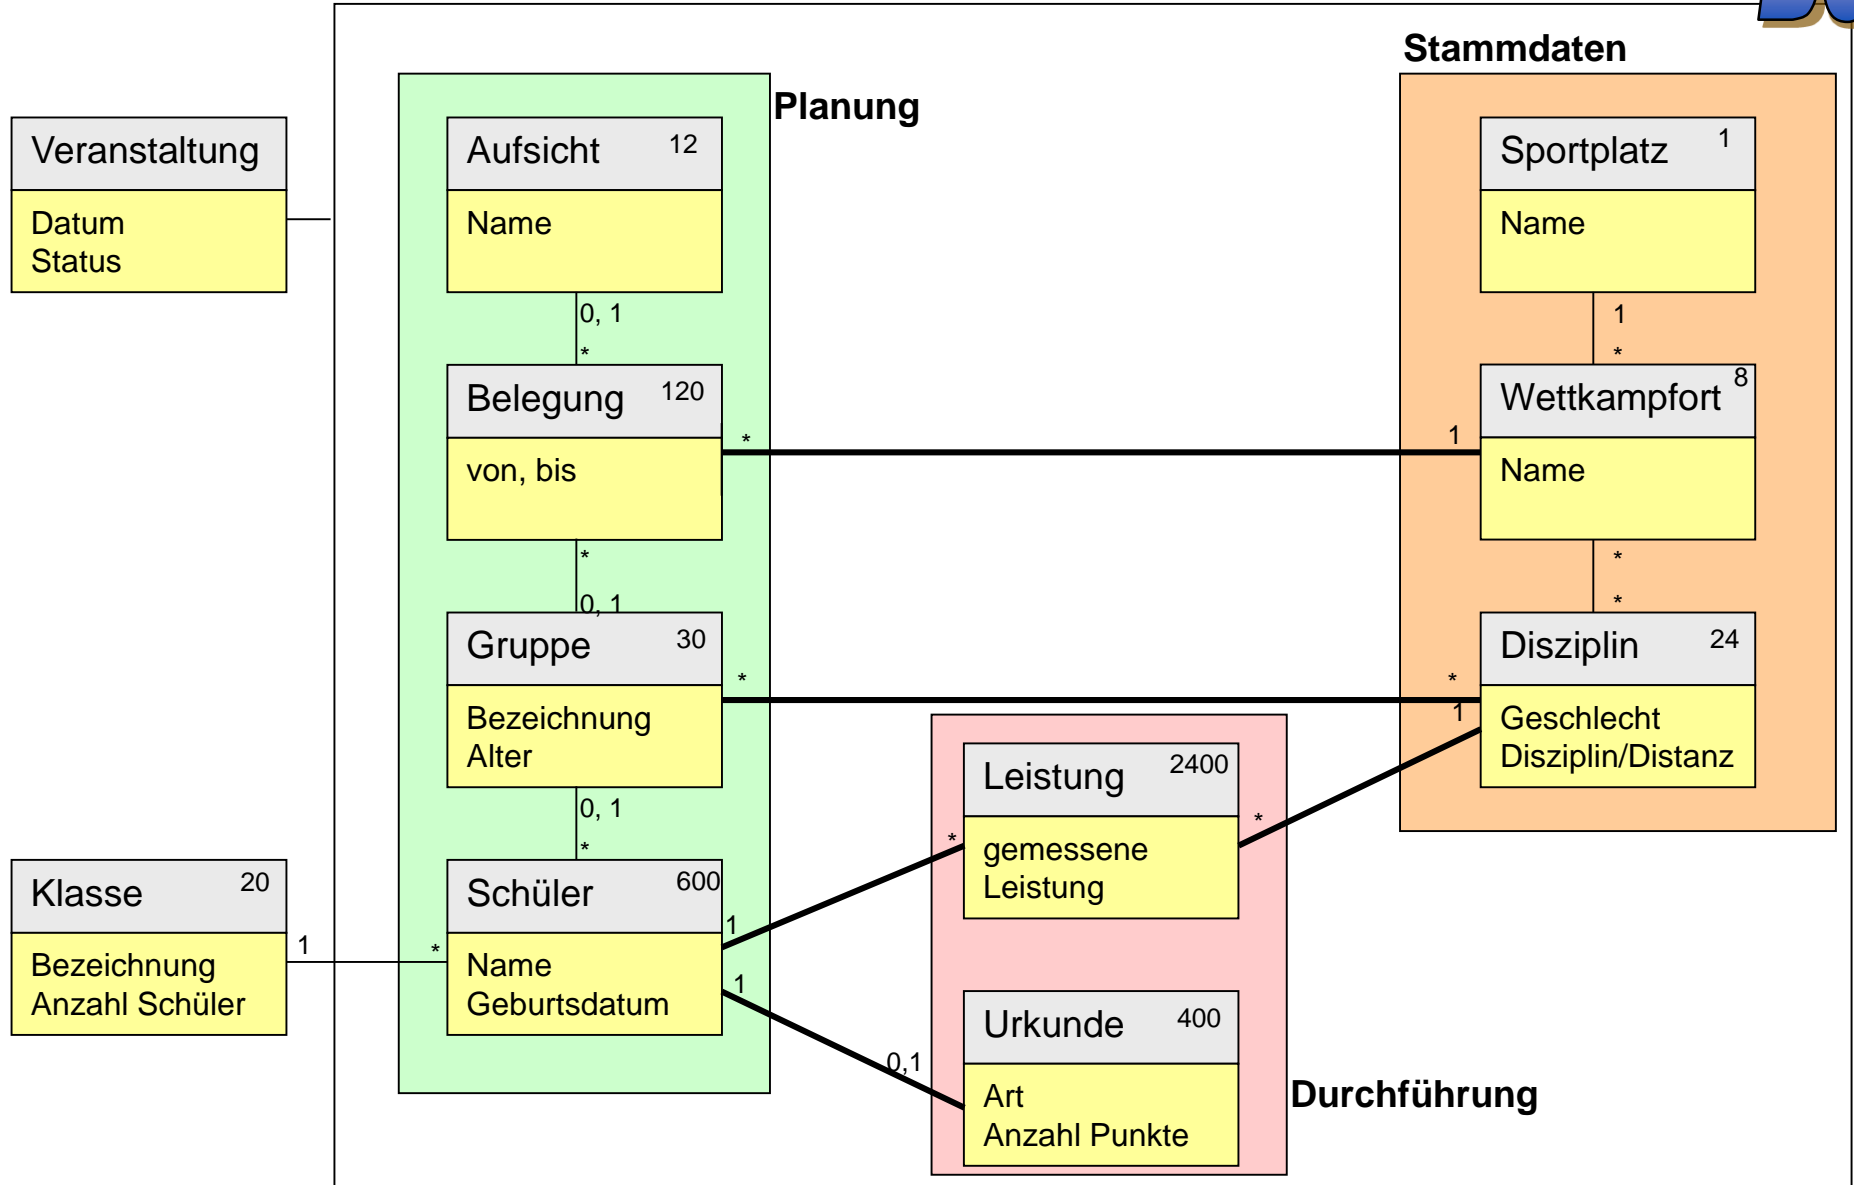 Stammdaten
Planung
Veranstaltung
Datum
Status
Aufsicht 12
Name
0, 1
*
Belegung 120
von, bis
*
0, 1
Gruppe 30
Bezeichnung
Alter
0, 1
*
Schüler 600
Name
Geburtsdatum
Klasse 20
Bezeichnung
Anzahl Schüler
1 *
Sportplatz 1
Name
1
*
Wettkampfort 8
Name
* 1
*
*
Disziplin 24
Geschlecht
Disziplin/Distanz
* *
1
Leistung 2400
gemessene
Leistung
* *
1
1
0,1
Urkunde 400
Art
Anzahl Punkte
Durchführung